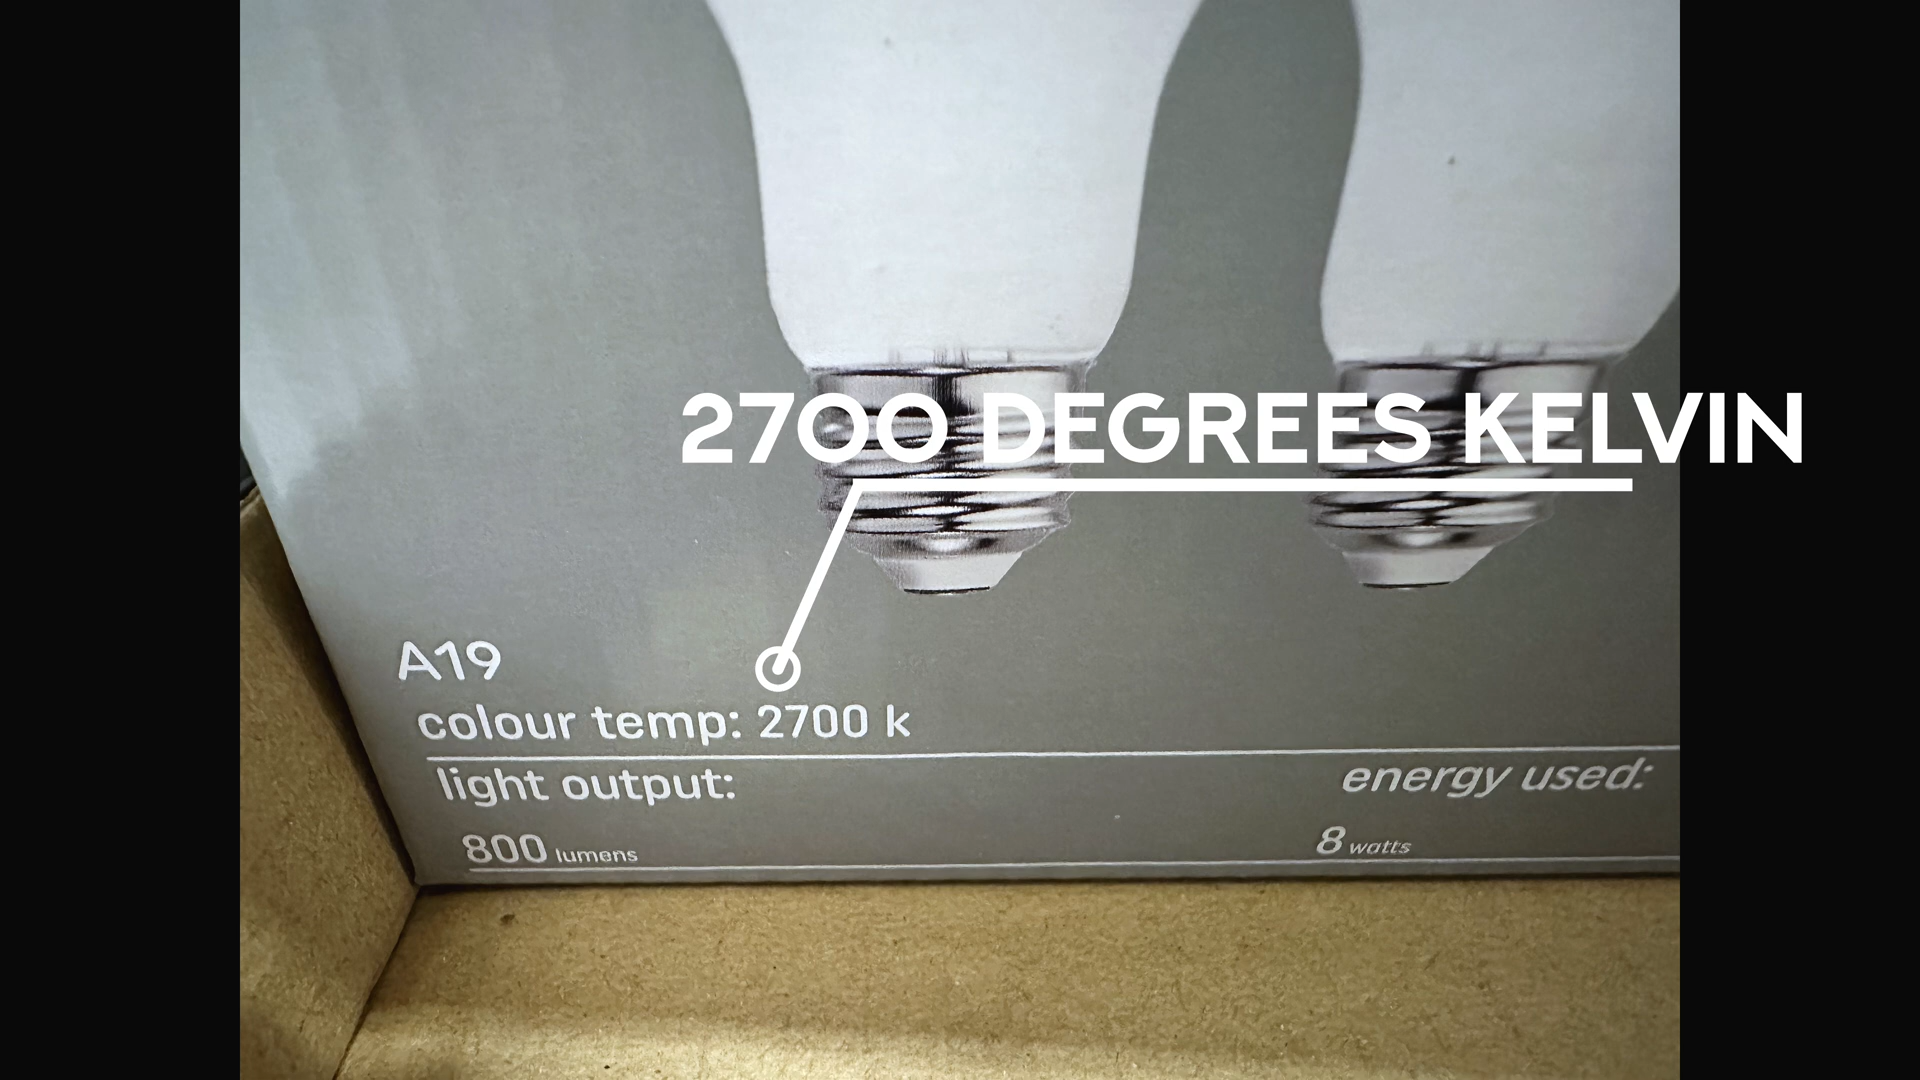 2700 DEGREES KELVIN
A19
colour temp: 2700 k
light output:
energy used:
800 lumens
8 watts